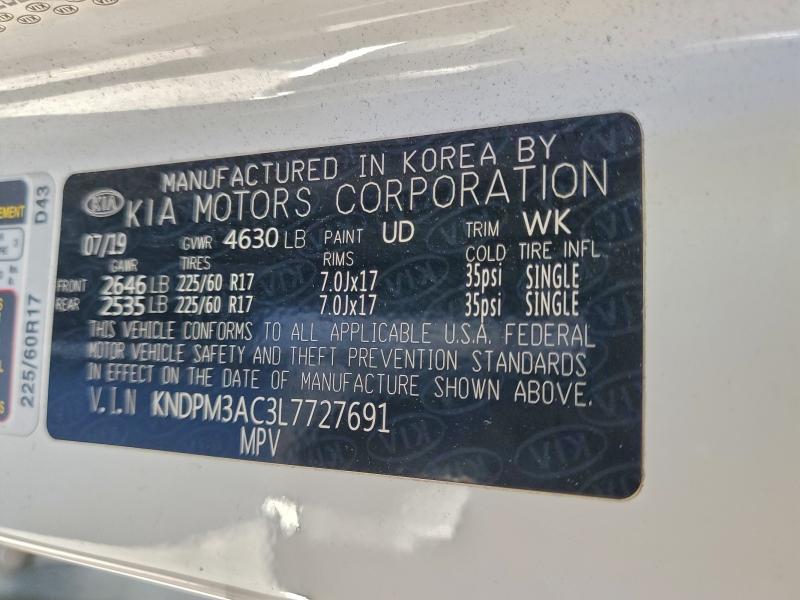 MANUFACTURED IN KOREA BY
KIA KIA MOTORS CORPORATION
07/19 GVWR 4630 LB PAINT UD TRIM WK
GAWR TIRES RIMS COLD TIRE INFL
FRONT 2646 LB 225/60 R17 7.0Jx17 35psi SINGLE
REAR 2535 LB 225/60 R17 7.0Jx17 35psi SINGLE
THIS VEHICLE CONFORMS TO ALL APPLICABLE U.S.A. FEDERAL
MOTOR VEHICLE SAFETY AND THEFT PREVENTION STANDARDS
IN EFFECT ON THE DATE OF MANUFACTURE SHOWN ABOVE.
V.I.N KNDPM3AC3L7727691
MPV
D43
225/60R17